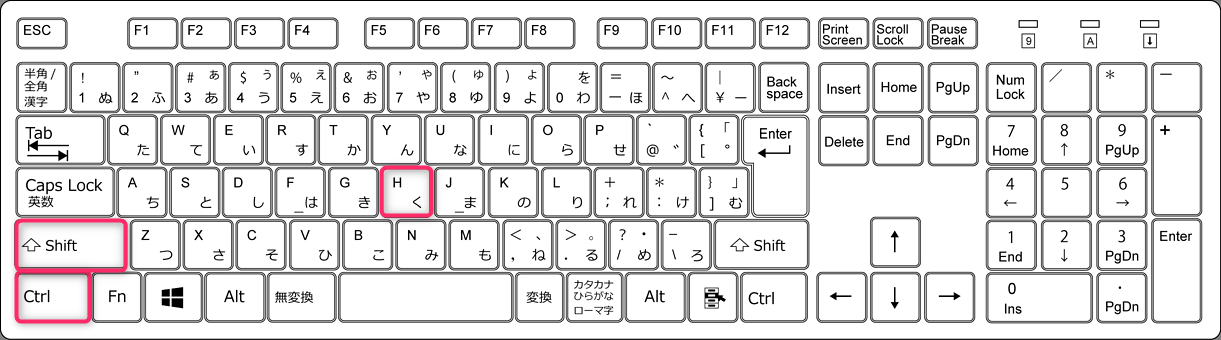 ESC F1 F2 F3 F4 F5 F6 F7 F8 F9 F10 F11 F12 Print Screen Scroll Lock Pause Break 9 A ↓
半角/全角 漢字 ! 1 ぬ " 2 ふ # ぁ 3 あ $ ぅ 4 う % ぇ 5 え & ぉ 6 お ' ゃ 7 や ( ゅ 8 ゆ ) ょ 9 よ を 0 わ = ー ほ ~ ^ へ | ¥ ー Back space Insert Home PgUp Num Lock / * −
Tab Q た W て E い R す T か Y ん U な I に O ら P せ ` @ ゛ { 「 [ ゜ Enter Delete End PgDn 7 Home 8 ↑ 9 PgUp +
Caps Lock 英数 A ち S と D し F _ は G き H く J _ ま K の L り + ; れ * : け } 」 ] む 4 ← 5 6 →
Shift Z つ X さ C そ V ひ B こ N み M も < 、 , ね > 。 . る ? ・ / め _ \ ろ Shift ↑ 1 End 2 ↓ 3 PgDn Enter
Ctrl Fn Alt 無変換 変換 カタカナ ひらがな ローマ字 Alt Ctrl ← ↓ → 0 Ins . PgDn